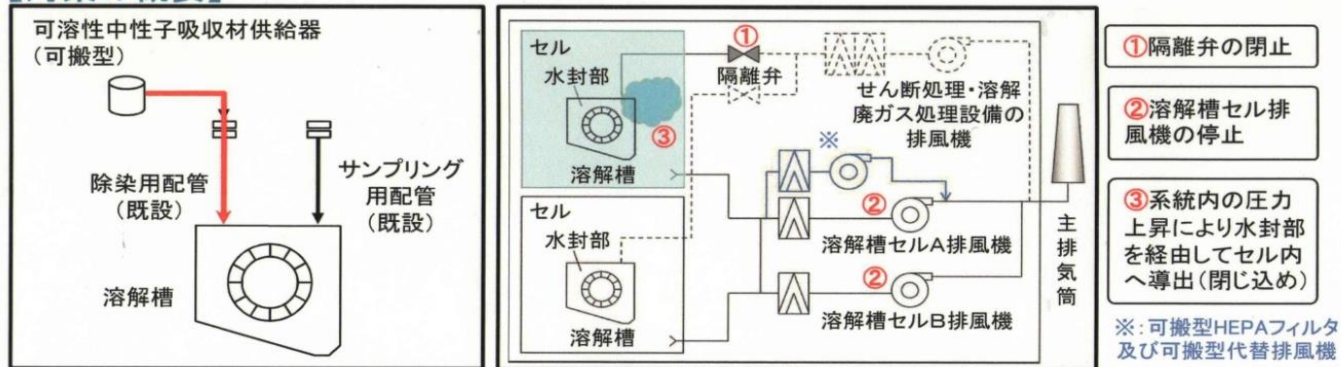 可溶性中性子吸収材供給器
(可搬型)
除染用配管
(既設)
サンプリング
用配管
(既設)
溶解槽
セル
水封部
①
隔離弁
せん断処理・溶解
廃ガス処理設備の
排風機
③
溶解槽
※
②
溶解槽セルA排風機
セル
水封部
溶解槽
②
溶解槽セルB排風機
主排気筒
①隔離弁の閉止
②溶解槽セル排
風機の停止
③系統内の圧力
上昇により水封部
を経由してセル内
へ導出(閉じ込め)
※:可搬型HEPAフィルタ
及び可搬型代替排風機